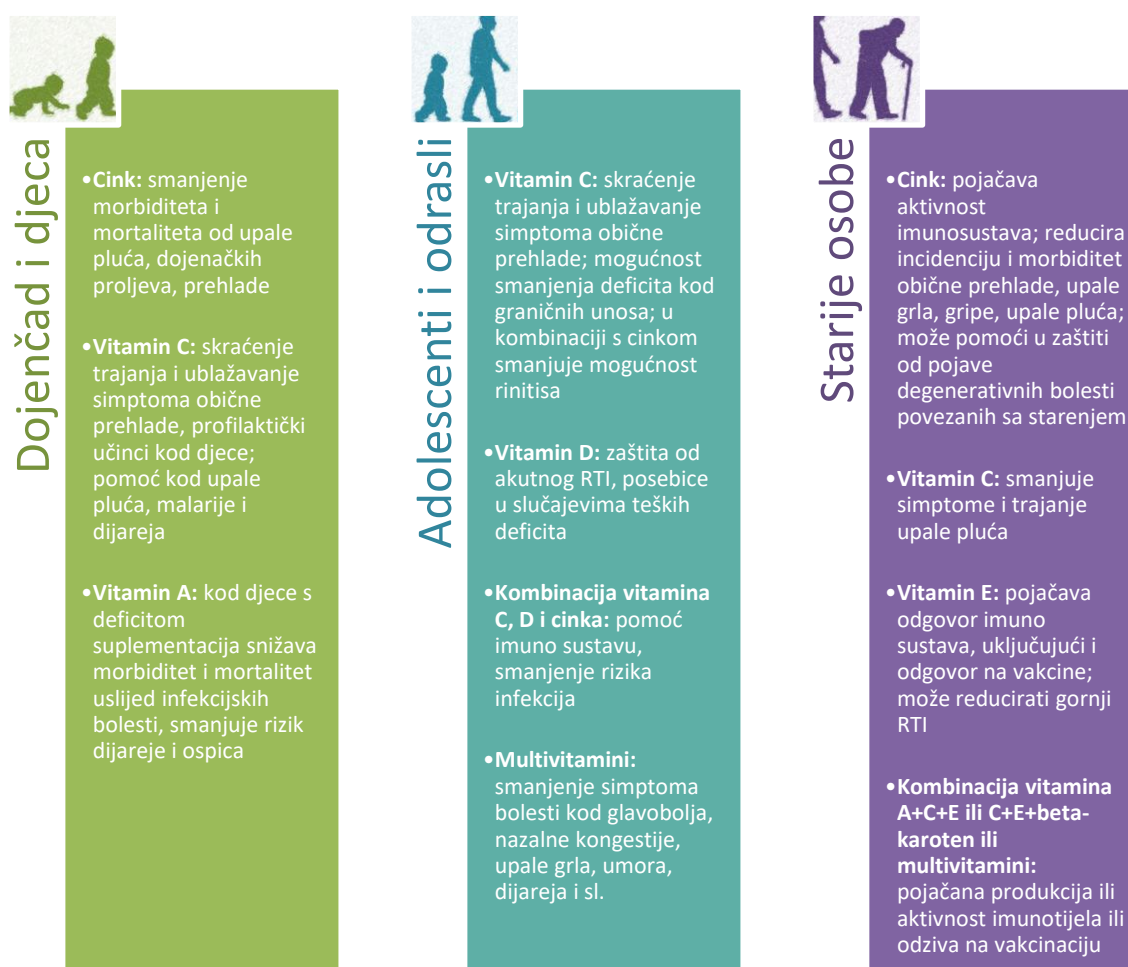 Dojenčad i djeca
•Cink: smanjenje
morbiditeta i
mortaliteta od upale
pluća, dojenačkih
proljeva, prehlade
•Vitamin C: skraćenje
trajanja i ublažavanje
simptoma obične
prehlade, profilaktički
učinci kod djece;
pomoć kod upale
pluća, malarije i
dijareja
•Vitamin A: kod djece s
deficitom
suplementacija snižava
morbiditet i mortalitet
uslijed infekcijskih
bolesti, smanjuje rizik
dijareje i ospica
Adolescenti i odrasli
•Vitamin C: skraćenje
trajanja i ublažavanje
simptoma obične
prehlade; mogućnost
smanjenja deficita kod
graničnih unosa; u
kombinaciji s cinkom
smanjuje mogućnost
rinitisa
•Vitamin D: zaštita od
akutnog RTI, posebice
u slučajevima teških
deficita
•Kombinacija vitamina
C, D i cinka: pomoć
imuno sustavu,
smanjenje rizika
infekcija
•Multivitamini:
smanjenje simptoma
bolesti kod glavobolja,
nazalne kongestije,
upale grla, umora,
dijareja i sl.
Starije osobe
•Cink: pojačava
aktivnost
imunosustava; reducira
incidenciju i morbiditet
obične prehlade, upale
grla, gripe, upale pluća;
može pomoći u zaštiti
od pojave
degenerativnih bolesti
povezanih sa starenjem
•Vitamin C: smanjuje
simptome i trajanje
upale pluća
•Vitamin E: pojačava
odgovor imuno
sustava, uključujući i
odgovor na vakcine;
može reducirati gornji
RTI
•Kombinacija vitamina
A+C+E ili C+E+beta-
karoten ili
multivitamini:
pojačana produkcija ili
aktivnost imunotijela ili
odziva na vakcinaciju